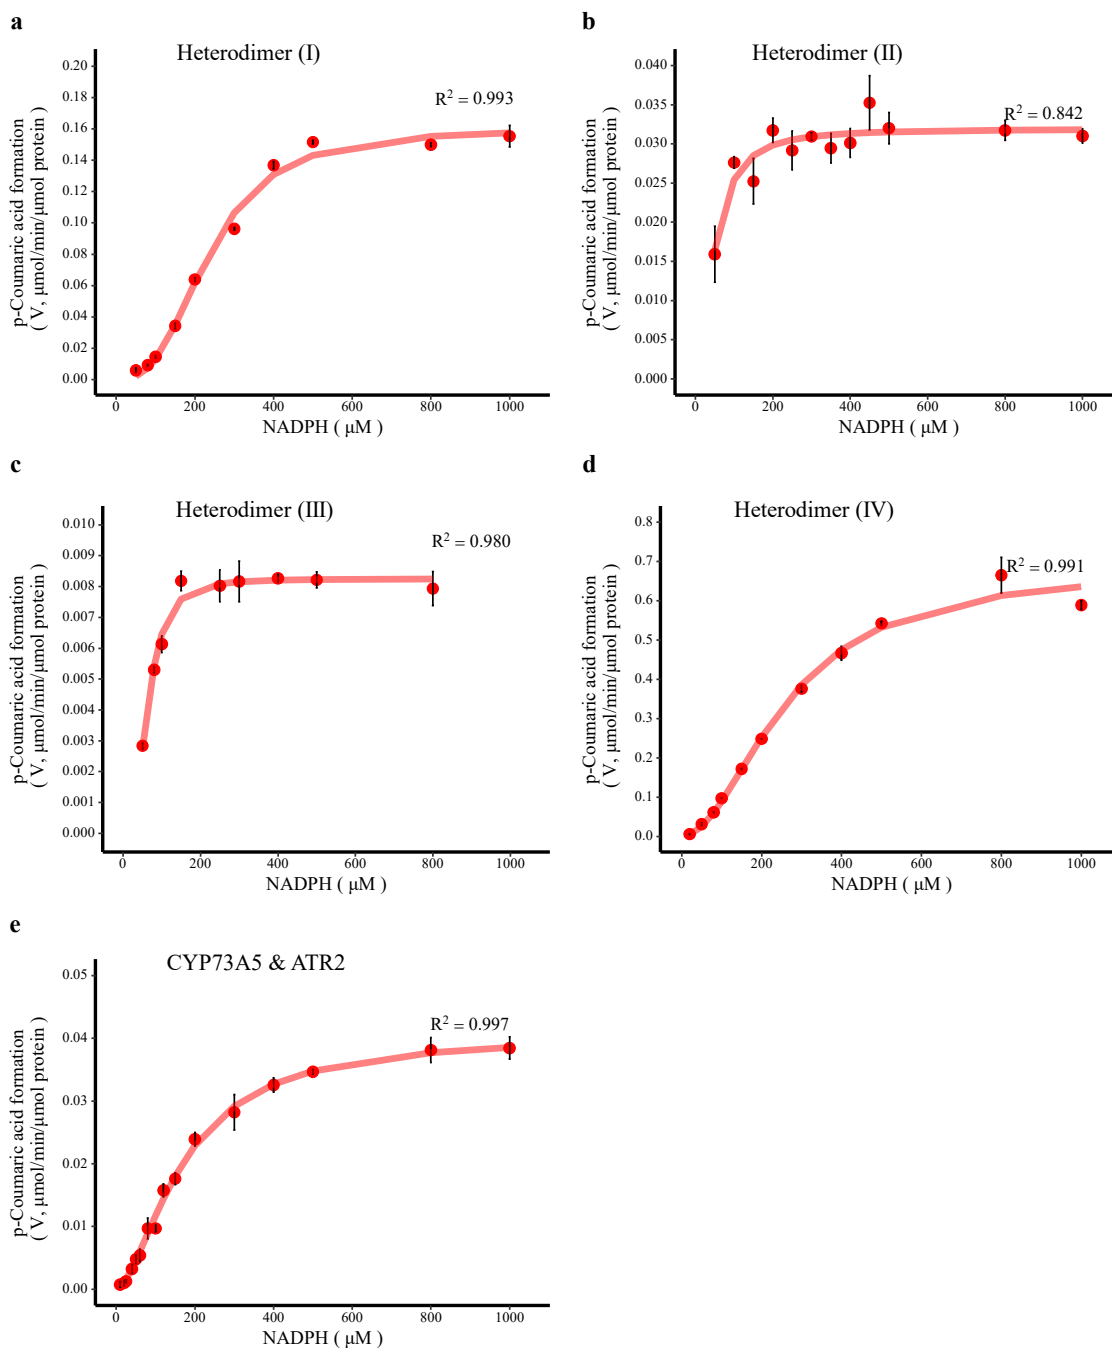 a
Heterodimer (I)
R² = 0.993
p-Coumaric acid formation
( V, μmol/min/μmol protein )
0.20
0.18
0.16
0.14
0.12
0.10
0.08
0.06
0.04
0.02
0.00
0 200 400 600 800 1000
NADPH ( μM )
b
Heterodimer (II)
R² = 0.842
p-Coumaric acid formation
( V, μmol/min/μmol protein )
0.040
0.035
0.030
0.025
0.020
0.015
0.010
0.005
0.000
0 200 400 600 800 1000
NADPH ( μM )
c
Heterodimer (III)
R² = 0.980
p-Coumaric acid formation
( V, μmol/min/μmol protein )
0.010
0.009
0.008
0.007
0.006
0.005
0.004
0.003
0.002
0.001
0.000
0 200 400 600 800 1000
NADPH ( μM )
d
Heterodimer (IV)
R² = 0.991
p-Coumaric acid formation
( V, μmol/min/μmol protein )
0.8
0.7
0.6
0.5
0.4
0.3
0.2
0.1
0.0
0 200 400 600 800 1000
NADPH ( μM )
e
CYP73A5 & ATR2
R² = 0.997
p-Coumaric acid formation
( V, μmol/min/μmol protein )
0.05
0.04
0.03
0.02
0.01
0.00
0 200 400 600 800 1000
NADPH ( μM )